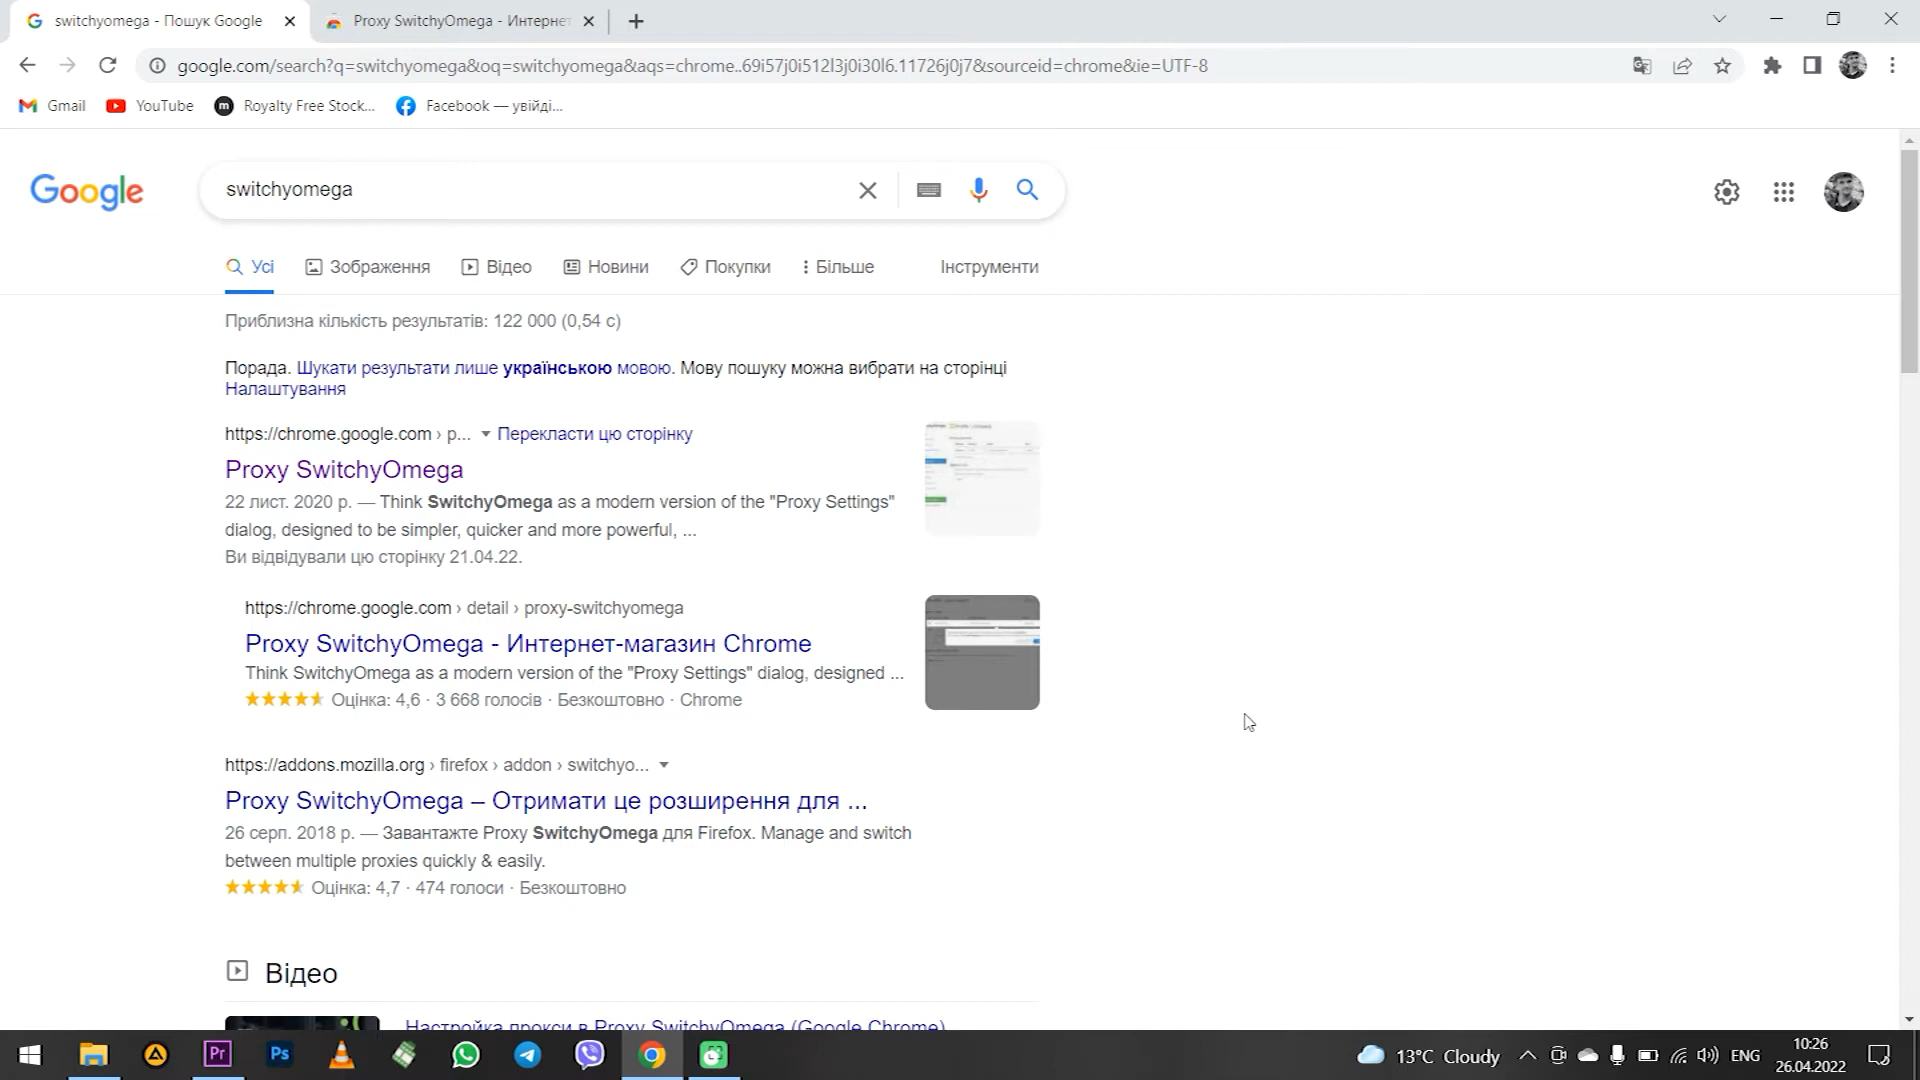 switchyomega - Пошук Google
Proxy SwitchyOmega - Интернет
google.com/search?q=switchyomega&oq=switchyomega&aqs=chrome..69i57j0i512l3j0i30l6.11726j0j7&sourceid=chrome&ie=UTF-8
Gmail
YouTube
Royalty Free Stock...
Facebook — увійді...
Google
switchyomega
Усі
Зображення
Відео
Новини
Покупки
Більше
Інструменти
Приблизна кількість результатів: 122 000 (0,54 с)
Порада. Шукати результати лише українською мовою. Мову пошуку можна вибрати на сторінці
Налаштування
https://chrome.google.com › p... Перекласти цю сторінку
Proxy SwitchyOmega
22 лист. 2020 р. — Think SwitchyOmega as a modern version of the "Proxy Settings"
dialog, designed to be simpler, quicker and more powerful, ...
Ви відвідували цю сторінку 21.04.22.
https://chrome.google.com › detail › proxy-switchyomega
Proxy SwitchyOmega - Интернет-магазин Chrome
Think SwitchyOmega as a modern version of the "Proxy Settings" dialog, designed ...
Оцінка: 4,6 · 3 668 голосів · Безкоштовно · Chrome
https://addons.mozilla.org › firefox › addon › switchyo...
Proxy SwitchyOmega – Отримати це розширення для ...
26 серп. 2018 р. — Завантажте Proxy SwitchyOmega для Firefox. Manage and switch
between multiple proxies quickly & easily.
Оцінка: 4,7 · 474 голоси · Безкоштовно
Відео
Настройка прокси в Proxy SwitchyOmega (Google Chrome)
Pr
Ps
13°C Cloudy
ENG
10:26
26.04.2022